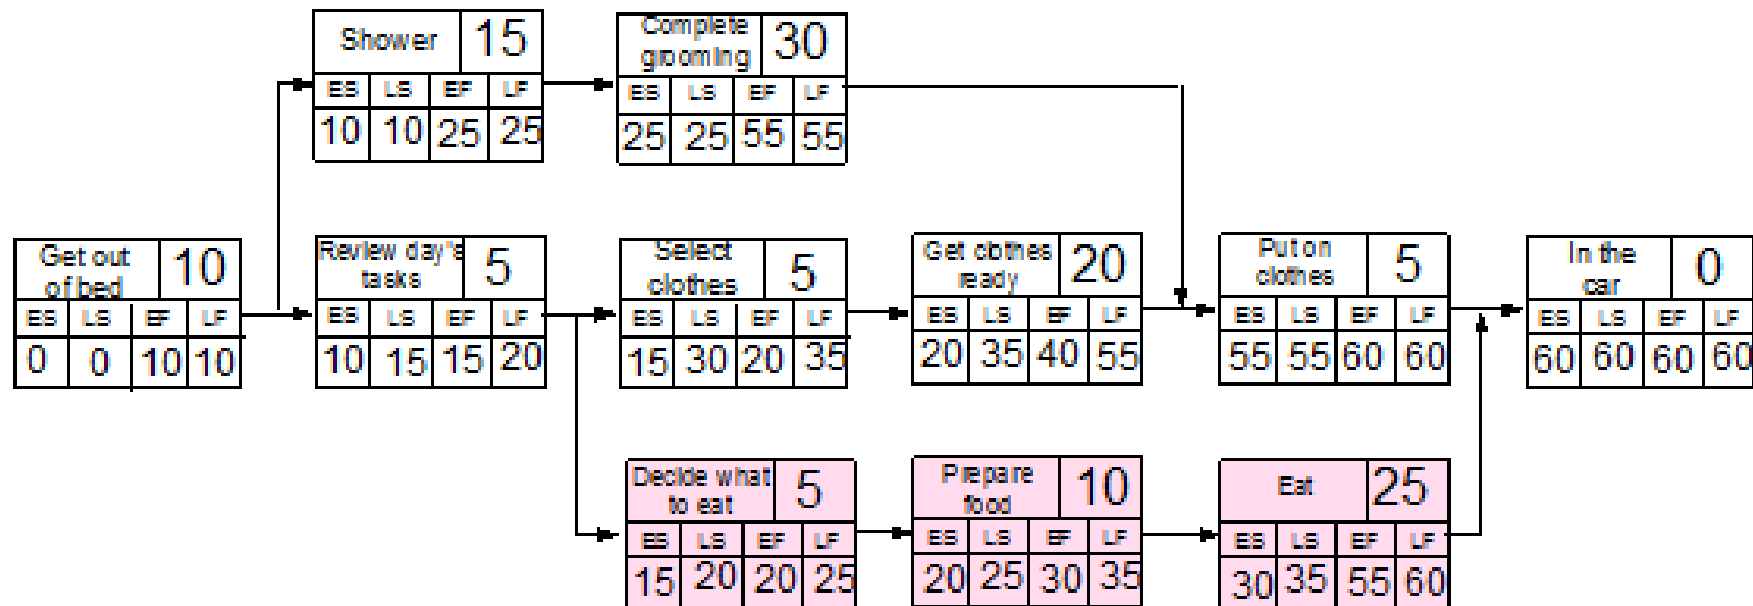 Shower 15
ES LS EF LF
10 10 25 25
Complete
grooming 30
ES LS EF LF
25 25 55 55
Get out
of bed 10
ES LS EF LF
0 0 10 10
Review day's
tasks 5
ES LS EF LF
10 15 15 20
Select
clothes 5
ES LS EF LF
15 30 20 35
Get clothes
ready 20
ES LS EF LF
20 35 40 55
Put on
clothes 5
ES LS EF LF
55 55 60 60
In the
car 0
ES LS EF LF
60 60 60 60
Decide what
to eat 5
ES LS EF LF
15 20 20 25
Prepare
food 10
ES LS EF LF
20 25 30 35
Eat 25
ES LS EF LF
30 35 55 60